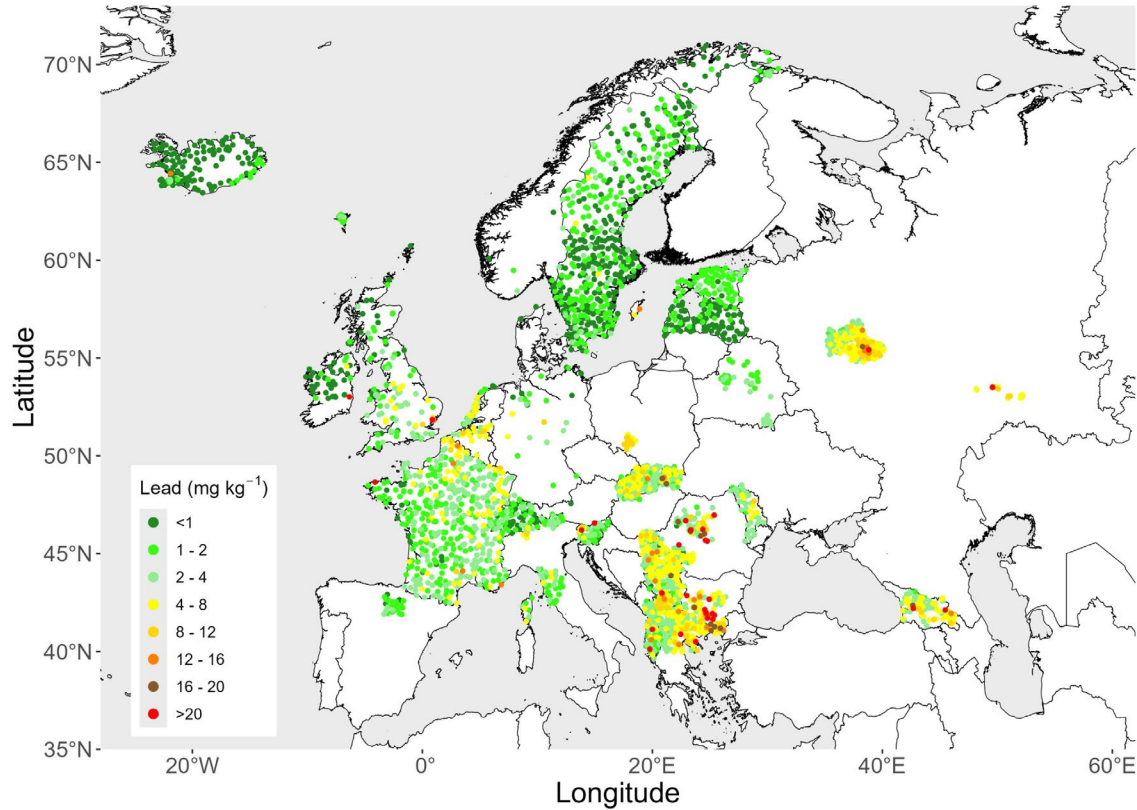 70°N
65°N
60°N
55°N
50°N
45°N
40°N
35°N
Latitude
Lead (mg kg⁻¹)
<1
1 - 2
2 - 4
4 - 8
8 - 12
12 - 16
16 - 20
>20
20°W
0°
20°E
40°E
60°E
Longitude